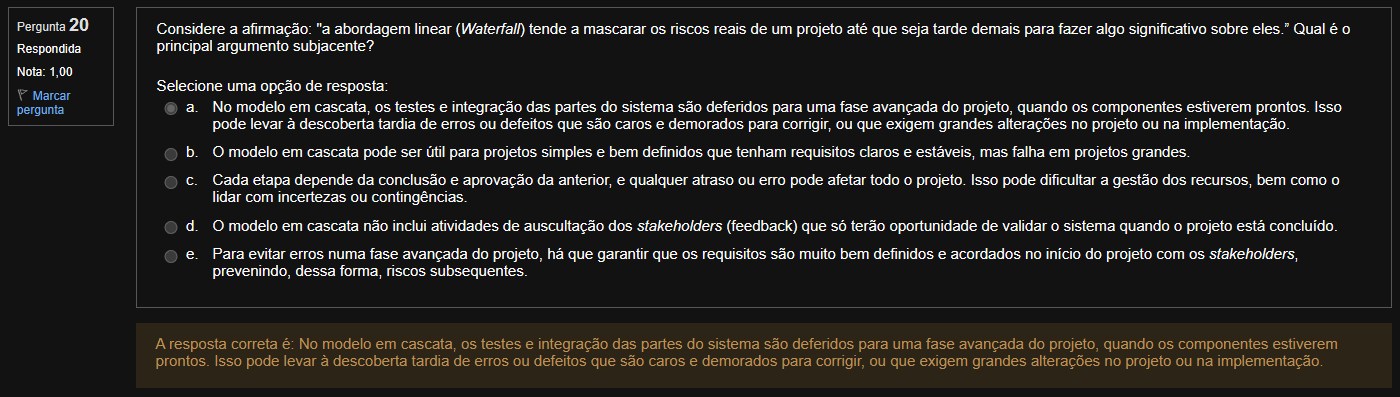 Pergunta 20
Respondida
Nota: 1,00
Marcar
pergunta
Considere a afirmação: "a abordagem linear (Waterfall) tende a mascarar os riscos reais de um projeto até que seja tarde demais para fazer algo significativo sobre eles.” Qual é o
principal argumento subjacente?
Selecione uma opção de resposta:
a. No modelo em cascata, os testes e integração das partes do sistema são deferidos para uma fase avançada do projeto, quando os componentes estiverem prontos. Isso
pode levar à descoberta tardia de erros ou defeitos que são caros e demorados para corrigir, ou que exigem grandes alterações no projeto ou na implementação.
b. O modelo em cascata pode ser útil para projetos simples e bem definidos que tenham requisitos claros e estáveis, mas falha em projetos grandes.
c. Cada etapa depende da conclusão e aprovação da anterior, e qualquer atraso ou erro pode afetar todo o projeto. Isso pode dificultar a gestão dos recursos, bem como o
lidar com incertezas ou contingências.
d. O modelo em cascata não inclui atividades de auscultação dos stakeholders (feedback) que só terão oportunidade de validar o sistema quando o projeto está concluído.
e. Para evitar erros numa fase avançada do projeto, há que garantir que os requisitos são muito bem definidos e acordados no início do projeto com os stakeholders,
prevenindo, dessa forma, riscos subsequentes.
A resposta correta é: No modelo em cascata, os testes e integração das partes do sistema são deferidos para uma fase avançada do projeto, quando os componentes estiverem
prontos. Isso pode levar à descoberta tardia de erros ou defeitos que são caros e demorados para corrigir, ou que exigem grandes alterações no projeto ou na implementação.